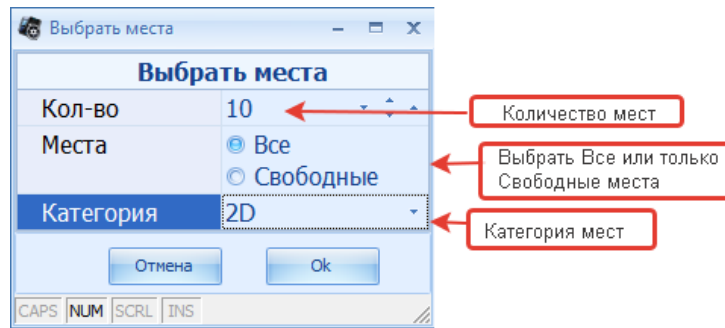 Выбрать места
Выбрать места
Кол-во 10
Количество мест
Места Все
Свободные
Выбрать Все или только
Свободные места
Категория 2D
Категория мест
Отмена Ok
CAPS NUM SCRL INS